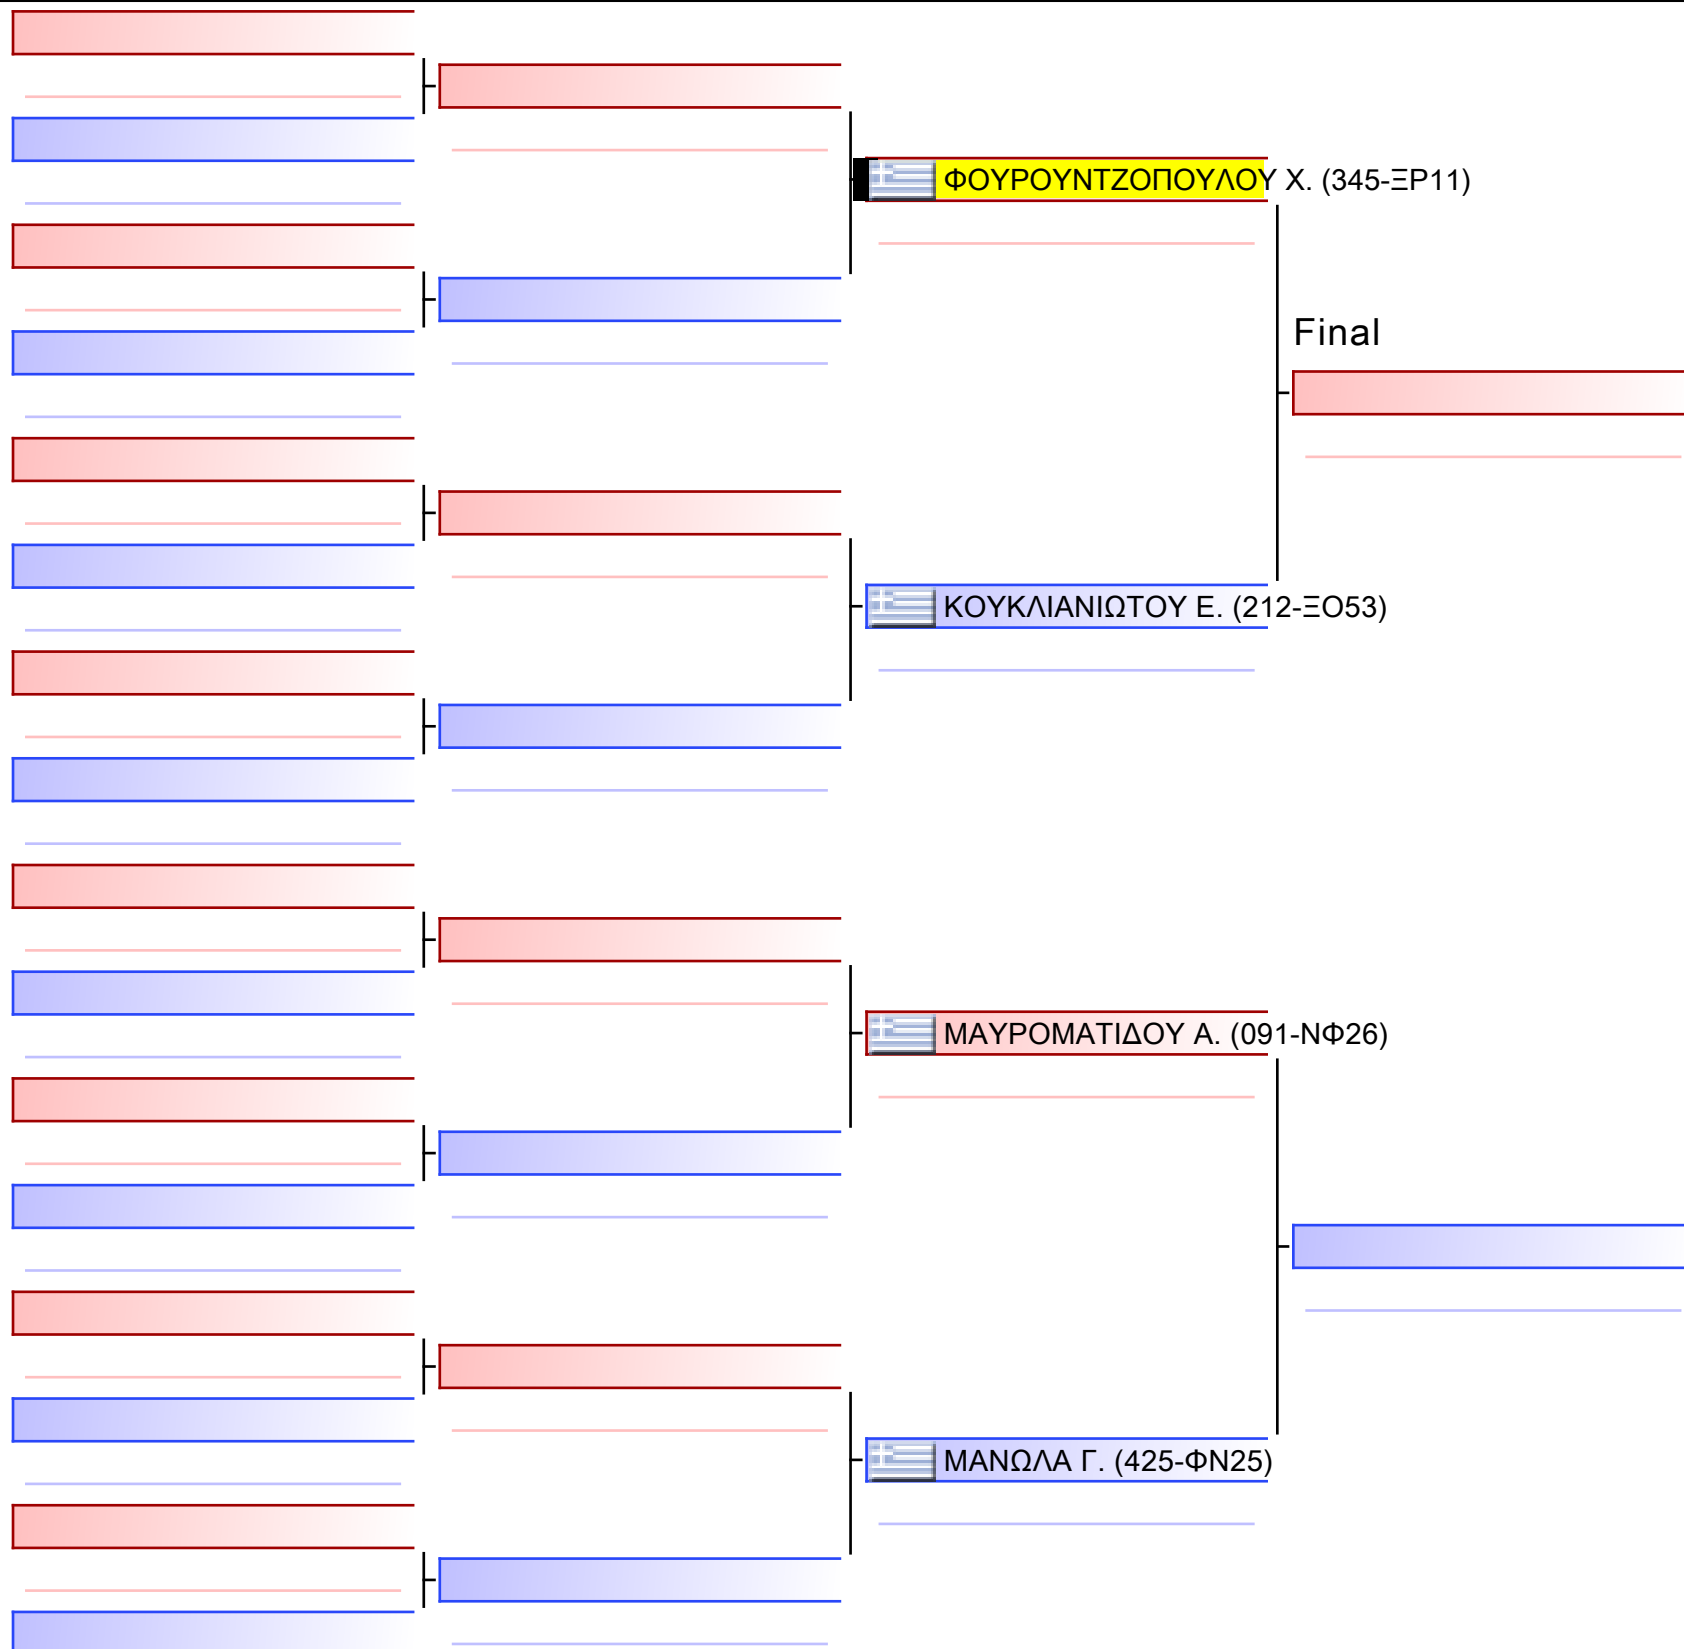 ΦΟΥΡΟΥΝΤΖΟΠΟΥΛΟΥ Χ. (345-ΞΡ11)
Final
ΚΟΥΚΛΙΑΝΙΩΤΟΥ Ε. (212-ΞΟ53)
ΜΑΥΡΟΜΑΤΙΔΟΥ Α. (091-ΝΦ26)
ΜΑΝΩΛΑ Γ. (425-ΦΝ25)